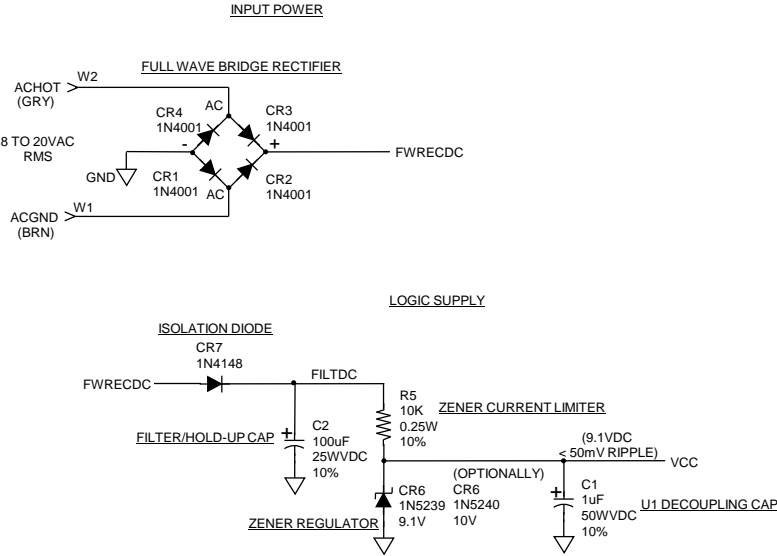 INPUT POWER
FULL WAVE BRIDGE RECTIFIER
W2
ACHOT
(GRY)
AC
CR4
1N4001
CR3
1N4001
8 TO 20VAC
RMS
-
+
FWRECDC
GND
CR1
1N4001
AC
CR2
1N4001
W1
ACGND
(BRN)
LOGIC SUPPLY
ISOLATION DIODE
CR7
1N4148
FWRECDC
FILTDC
R5
10K
0.25W
10%
ZENER CURRENT LIMITER
FILTER/HOLD-UP CAP
+
C2
100uF
25WVDC
10%
(9.1VDC
< 50mV RIPPLE)
VCC
(OPTIONALLY)
CR6
1N5239
9.1V
CR6
1N5240
10V
ZENER REGULATOR
+
C1
1uF
50WVDC
10%
U1 DECOUPLING CAP